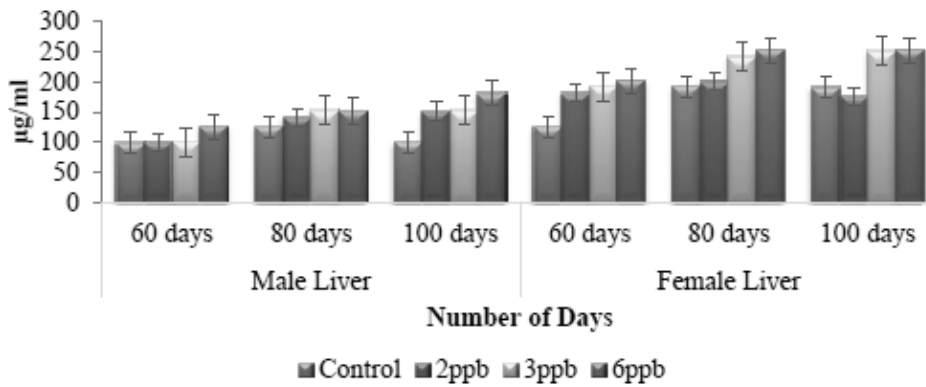 300
250
200
150
100
50
0
µg/ml
60 days 80 days 100 days 60 days 80 days 100 days
Male Liver Female Liver
Number of Days
Control 2ppb 3ppb 6ppb